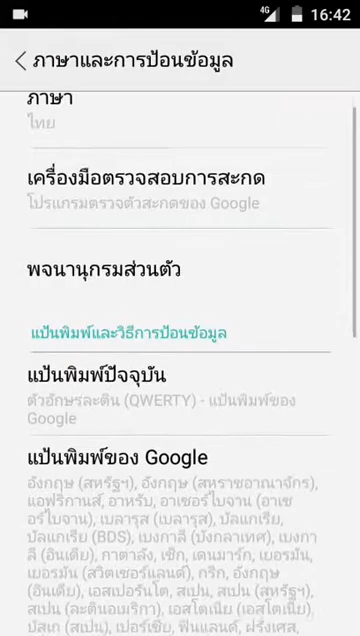 4G 16:42
ภาษาและการป้อนข้อมูล
ภาษา
ไทย
เครื่องมือตรวจสอบการสะกด
โปรแกรมตรวจตัวสะกดของ Google
พจนานุกรมส่วนตัว
แป้นพิมพ์และวิธีการป้อนข้อมูล
แป้นพิมพ์ปัจจุบัน
ตัวอักษรละติน (QWERTY) - แป้นพิมพ์ของ
Google
แป้นพิมพ์ของ Google
อังกฤษ (สหรัฐฯ), อังกฤษ (สหราชอาณาจักร),
แอฟริกานส์, อาหรับ, อาเซอร์ไบจาน (อาเซ
อร์ไบจาน), เบลารุส (เบลารุส), บัลแกเรีย,
บัลแกเรีย (BDS), เบงกาลี (บังกลาเทศ), เบงกา
ลี (อินเดีย), กาตาลัง, เช็ก, เดนมาร์ก, เยอรมัน,
เยอรมัน (สวิตเซอร์แลนด์), กรีก, อังกฤษ
(อินเดีย), เอสเปอรันโต, สเปน, สเปน (สหรัฐฯ),
สเปน (ละตินอเมริกา), เอสโตเนีย (เอสโตเนีย),
บัสเก (สเปน), เปอร์เซีย, ฟินแลนด์, ฝรั่งเศส,